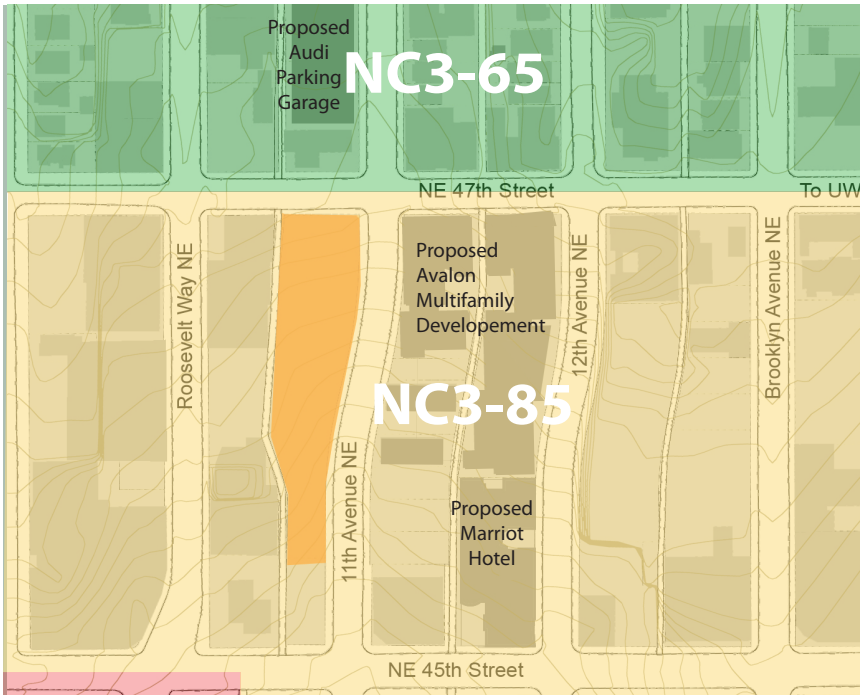 Proposed
Audi
Parking
Garage
NC3-65
NE 47th Street
To UW
Roosevelt Way NE
Proposed
Avalon
Multifamily
Developement
12th Avenue NE
Brooklyn Avenue NE
NC3-85
11th Avenue NE
Proposed
Marriot
Hotel
NE 45th Street